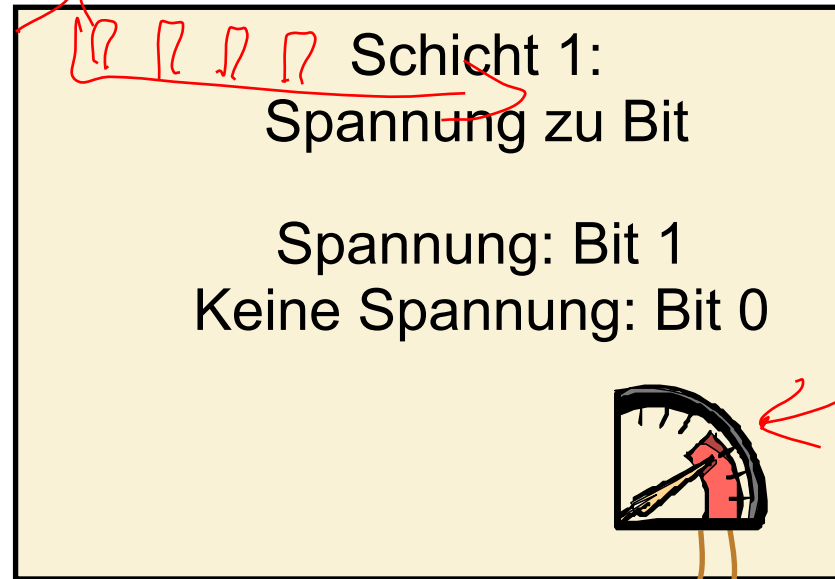 Schicht 1:
Spannung zu Bit
Spannung: Bit 1
Keine Spannung: Bit 0